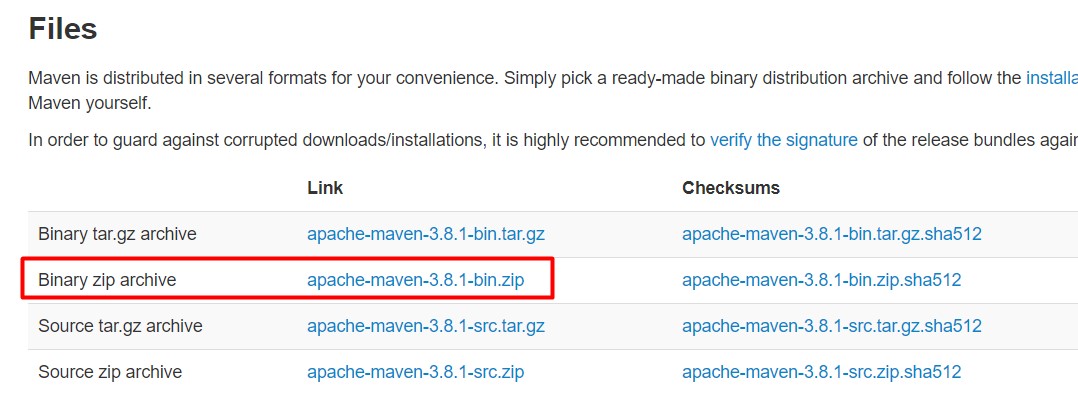 Files
Maven is distributed in several formats for your convenience. Simply pick a ready-made binary distribution archive and follow the installa
Maven yourself.
In order to guard against corrupted downloads/installations, it is highly recommended to verify the signature of the release bundles again
Link Checksums
Binary tar.gz archive apache-maven-3.8.1-bin.tar.gz apache-maven-3.8.1-bin.tar.gz.sha512
Binary zip archive apache-maven-3.8.1-bin.zip apache-maven-3.8.1-bin.zip.sha512
Source tar.gz archive apache-maven-3.8.1-src.tar.gz apache-maven-3.8.1-src.tar.gz.sha512
Source zip archive apache-maven-3.8.1-src.zip apache-maven-3.8.1-src.zip.sha512